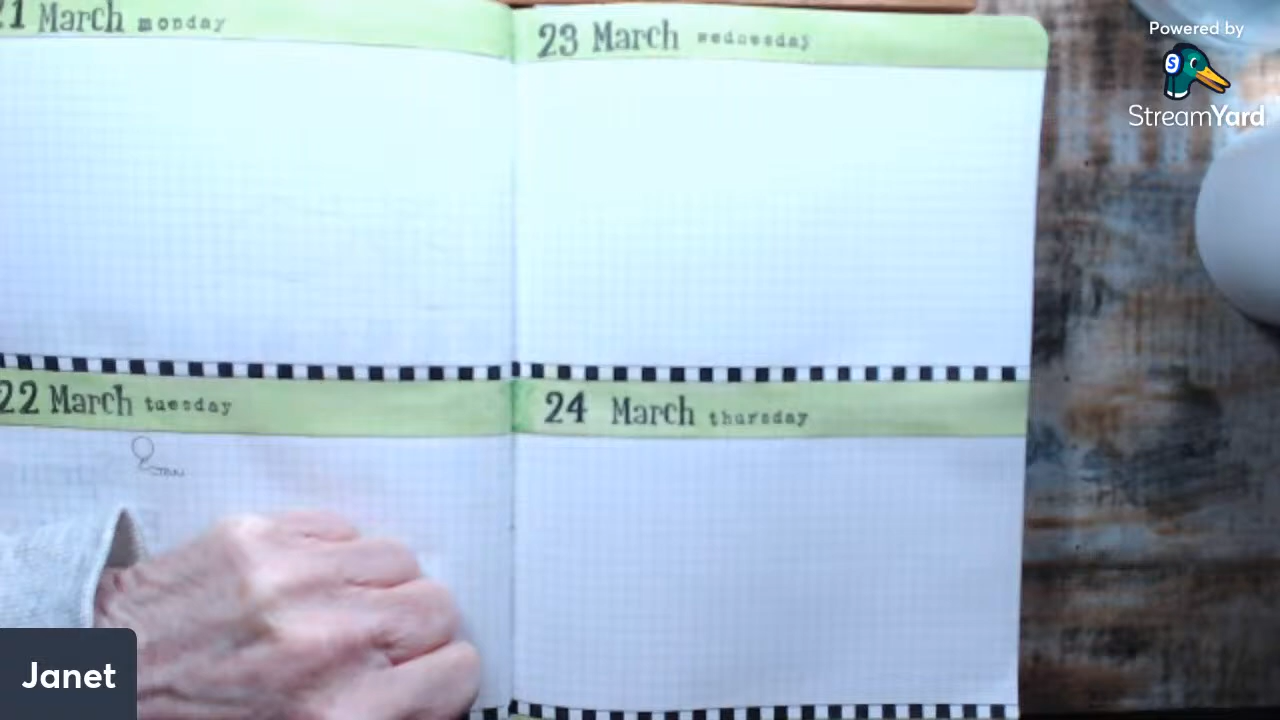 21 March monday
22 March tuesday
23 March wednesday
24 March thursday
Powered by
StreamYard
Janet